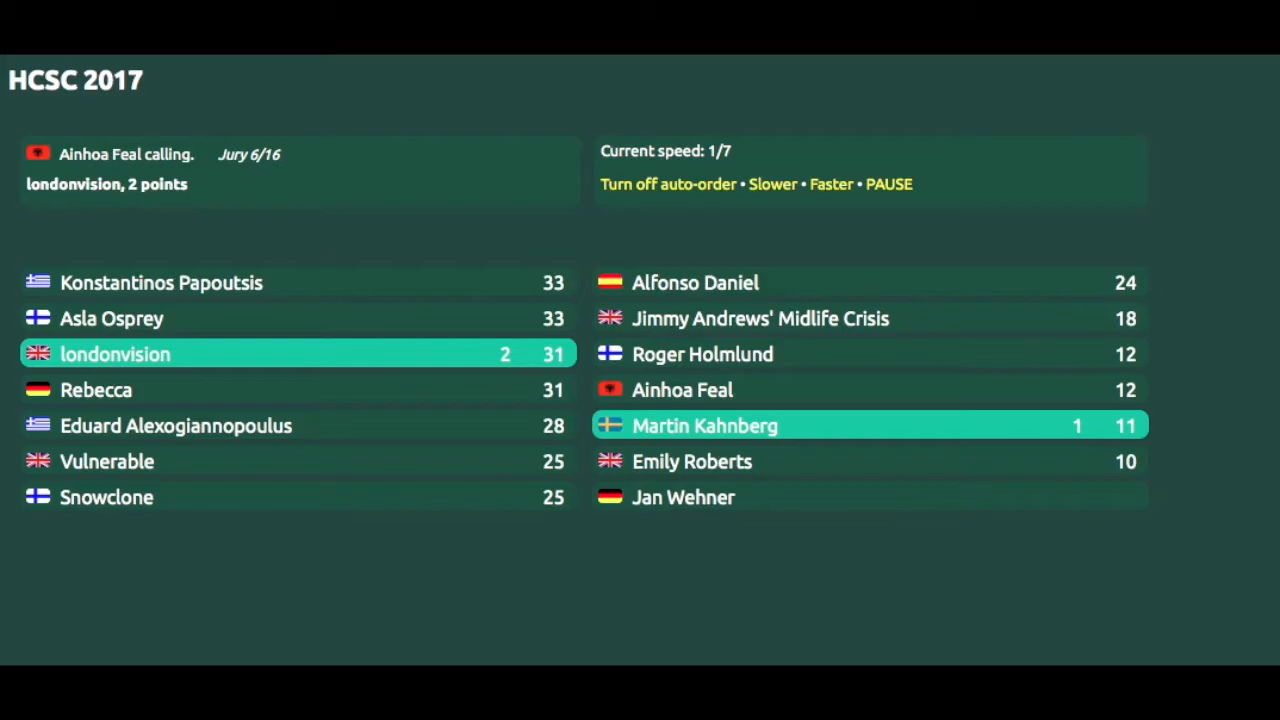 HCSC 2017
Ainhoa Feal calling. Jury 6/16
londonvision, 2 points
Current speed: 1/7
Turn off auto-order • Slower • Faster • PAUSE
Konstantinos Papoutsis 33
Asla Osprey 33
londonvision 2 31
Rebecca 31
Eduard Alexogiannopoulus 28
Vulnerable 25
Snowclone 25
Alfonso Daniel 24
Jimmy Andrews' Midlife Crisis 18
Roger Holmlund 12
Ainhoa Feal 12
Martin Kahnberg 1 11
Emily Roberts 10
Jan Wehner